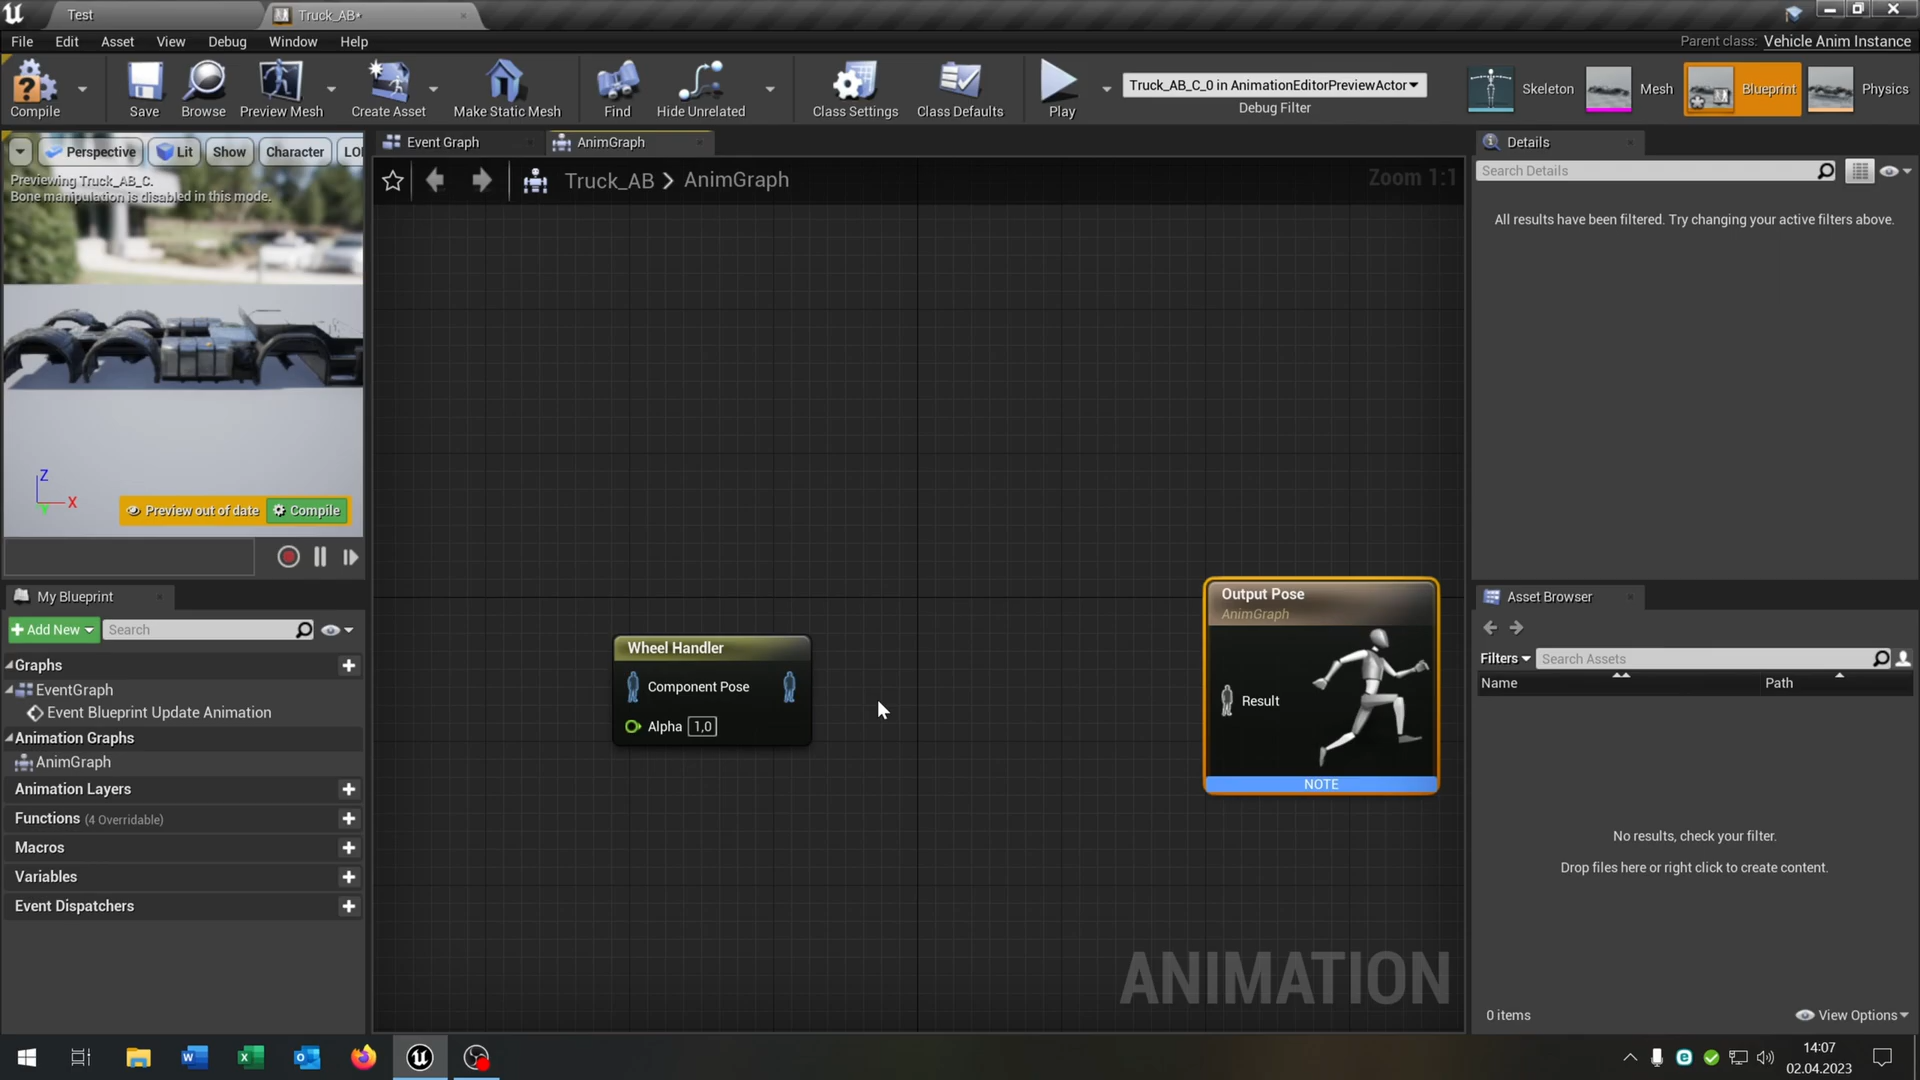 Test
Truck_AB*
File Edit Asset View Debug Window Help
Parent class: Vehicle Anim Instance
Compile
Save
Browse
Preview Mesh
Create Asset
Make Static Mesh
Find
Hide Unrelated
Class Settings
Class Defaults
Play
Truck_AB_C_0 in AnimationEditorPreviewActor
Debug Filter
Skeleton
Mesh
Blueprint
Physics
Perspective
Lit
Show
Character
LO
Previewing Truck_AB_C.
Bone manipulation is disabled in this mode.
Z
X
Preview out of date
Compile
Event Graph
AnimGraph
Truck_AB > AnimGraph
Zoom 1:1
Wheel Handler
Component Pose
Alpha 1,0
Output Pose
AnimGraph
Result
NOTE
ANIMATION
My Blueprint
+ Add New
Search
Graphs
EventGraph
Event Blueprint Update Animation
Animation Graphs
AnimGraph
Animation Layers
Functions (4 Overridable)
Macros
Variables
Event Dispatchers
Details
Search Details
All results have been filtered. Try changing your active filters above.
Asset Browser
Filters
Search Assets
Name
Path
No results, check your filter.
Drop files here or right click to create content.
0 items
View Options
14:07
02.04.2023